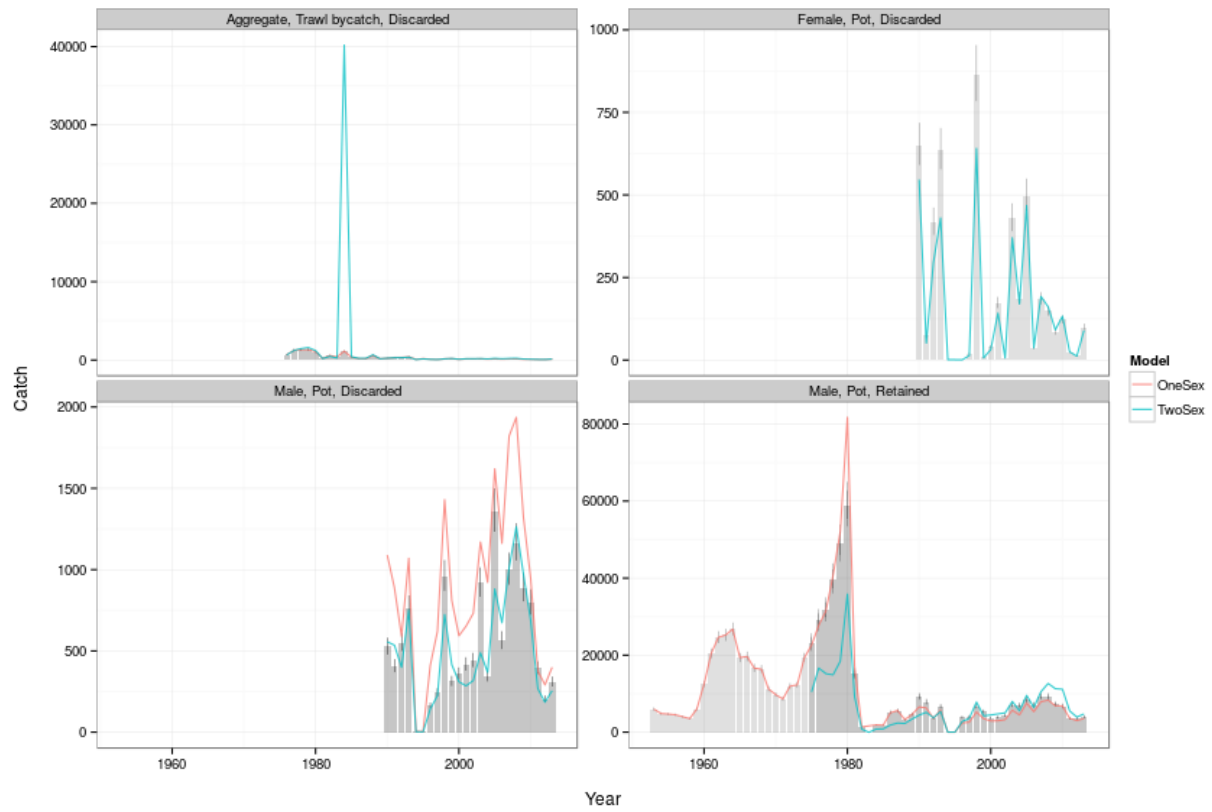 Aggregate, Trawl bycatch, Discarded
Female, Pot, Discarded
40000
30000
20000
10000
0
1000
750
500
250
0
Male, Pot, Discarded
Male, Pot, Retained
2000
1500
1000
500
0
80000
60000
40000
20000
0
1960 1980 2000
1960 1980 2000
Catch
Year
Model
OneSex
TwoSex